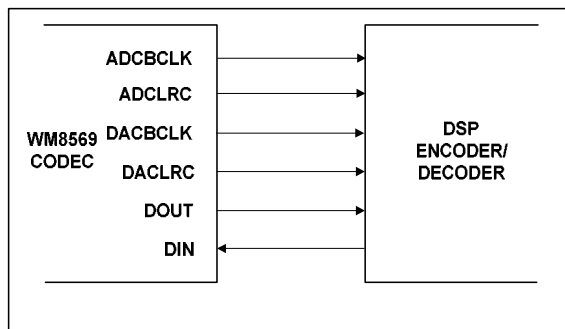 ADCBCLK
ADCLRC
WM8569
CODEC
DACBCLK
DACLRC
DOUT
DIN
DSP
ENCODER/
DECODER